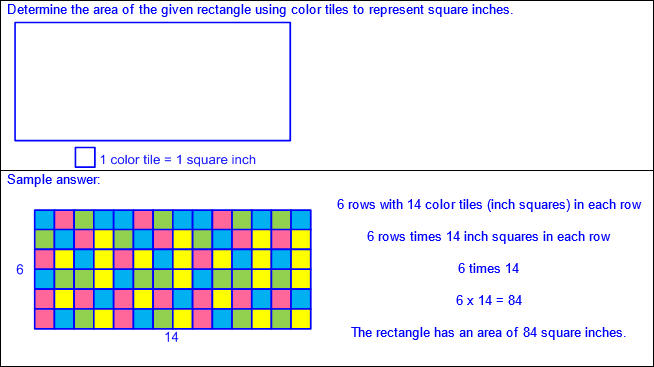 Determine the area of the given rectangle using color tiles to represent square inches.
1 color tile = 1 square inch
Sample answer:
6
14
6 rows with 14 color tiles (inch squares) in each row
6 rows times 14 inch squares in each row
6 times 14
6 x 14 = 84
The rectangle has an area of 84 square inches.